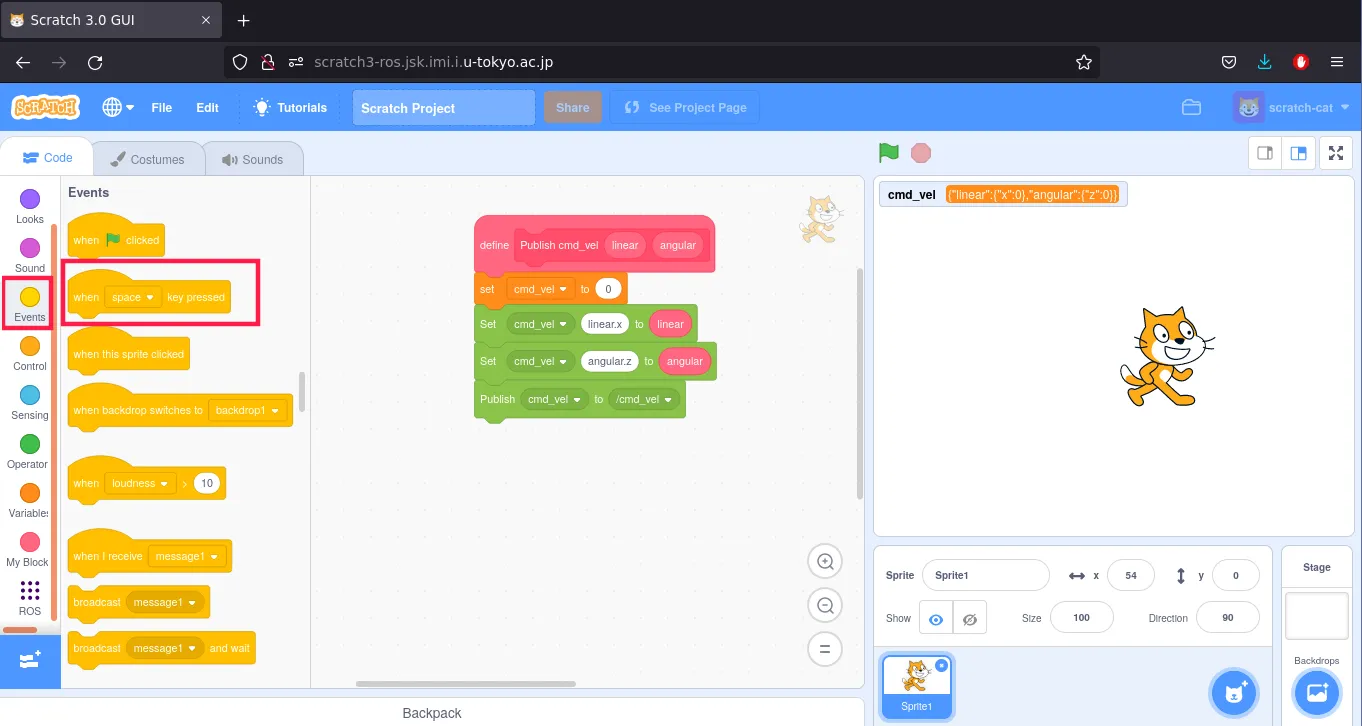 Scratch 3.0 GUI
scratch3-ros.jsk.imi.i.u-tokyo.ac.jp
SCRATCH File Edit Tutorials Scratch Project Share See Project Page scratch-cat
Code Costumes Sounds
Looks
Sound
Events
Control
Sensing
Operator
Variables
My Block
ROS
Events
when clicked
when space key pressed
when this sprite clicked
when backdrop switches to backdrop1
when loudness > 10
when I receive message1
broadcast message1
broadcast message1 and wait
define Publish cmd_vel linear angular
set cmd_vel to 0
Set cmd_vel linear.x to linear
Set cmd_vel angular.z to angular
Publish cmd_vel to /cmd_vel
Backpack
cmd_vel {"linear":{"x":0},"angular":{"z":0}}
Sprite Sprite1 x 54 y 0
Show Size 100 Direction 90
Sprite1
Stage
Backdrops